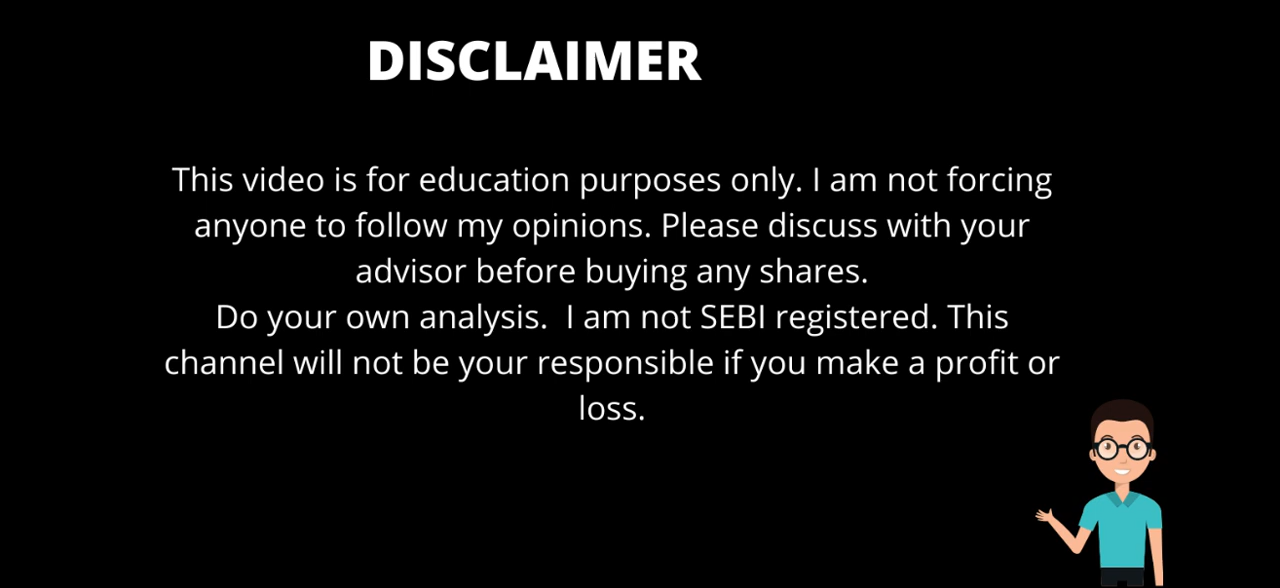 DISCLAIMER
This video is for education purposes only. I am not forcing
anyone to follow my opinions. Please discuss with your
advisor before buying any shares.
Do your own analysis.  I am not SEBI registered. This
channel will not be your responsible if you make a profit or
loss.